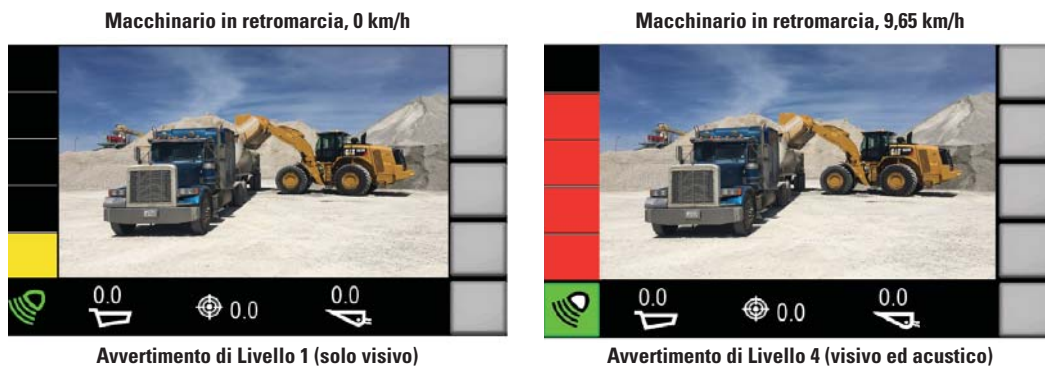 Macchinario in retromarcia, 0 km/h
Macchinario in retromarcia, 9,65 km/h
0.0
0.0
0.0
0.0
0.0
0.0
Avvertimento di Livello 1 (solo visivo)
Avvertimento di Livello 4 (visivo ed acustico)